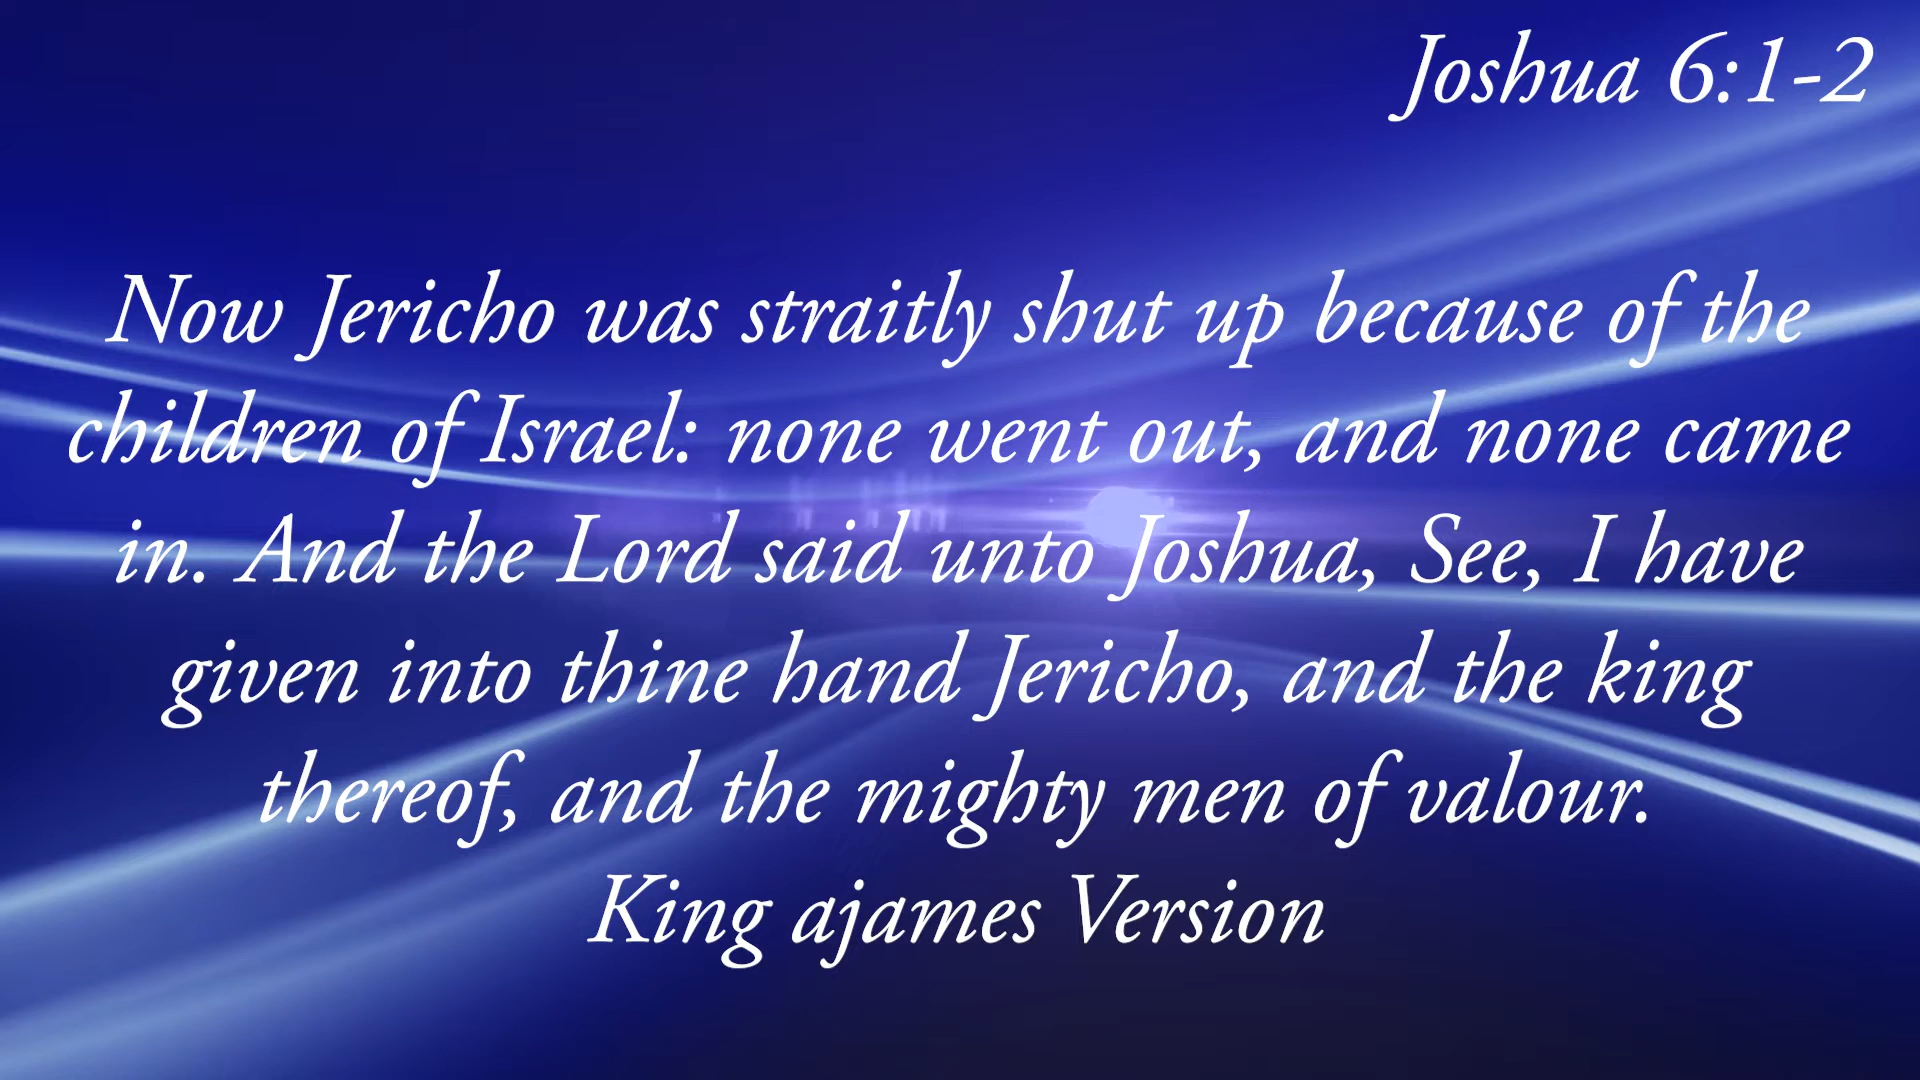 Joshua 6:1-2
Now Jericho was straitly shut up because of the
children of Israel: none went out, and none came
in. And the Lord said unto Joshua, See, I have
given into thine hand Jericho, and the king
thereof, and the mighty men of valour.
King ajames Version